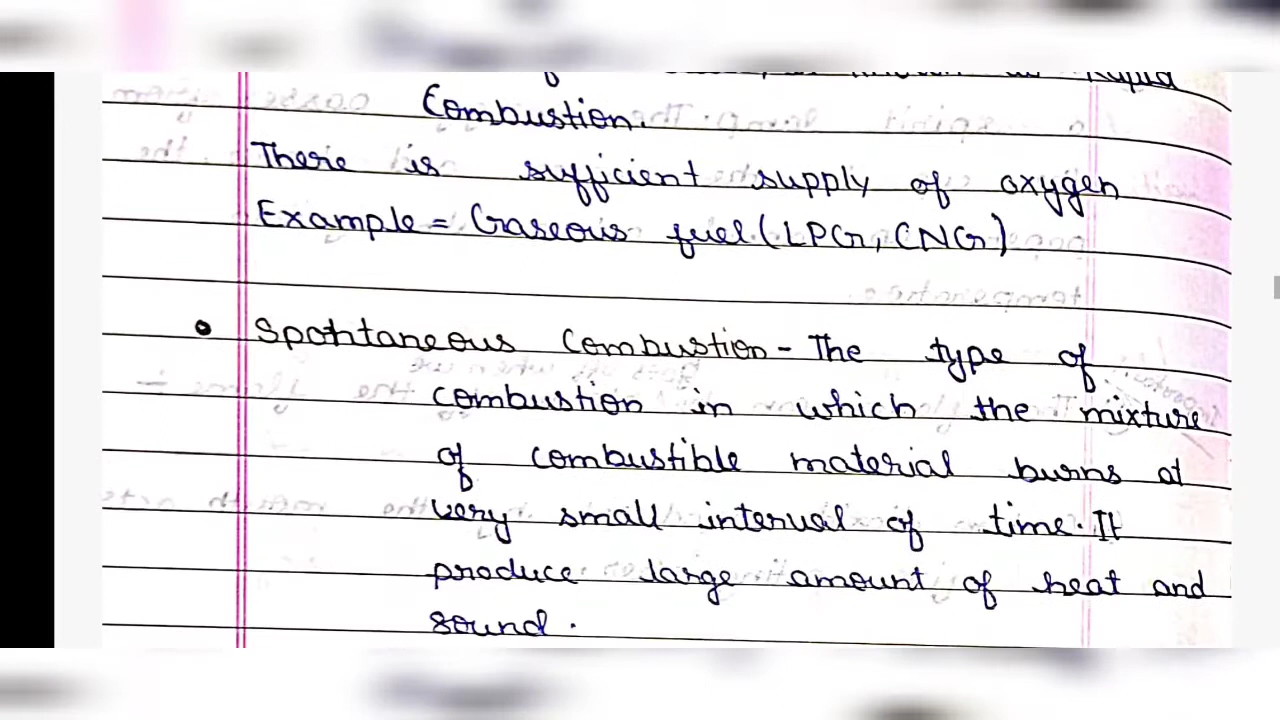 Rapid
Combustion.
There is sufficient supply of oxygen
Example = Gaseous fuel (LPG, CNG)
• Spontaneous Combustion - The type of
combustion in which the mixture
of combustible material burns at
very small interval of time. It
produce large amount of heat and
sound.